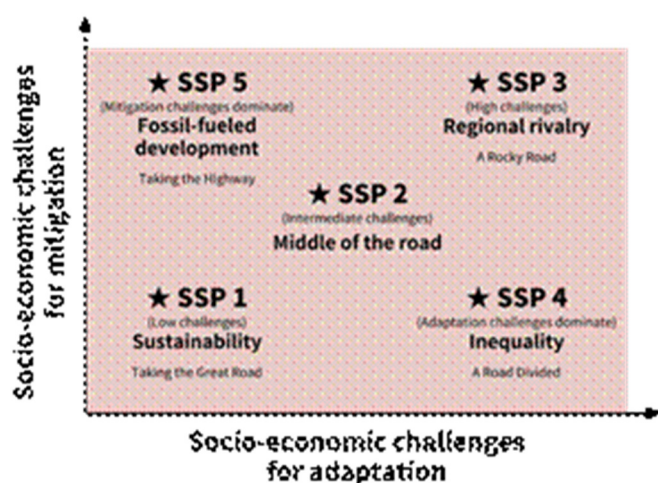 Socio-economic challenges
for mitigation
★ SSP 5
(Mitigation challenges dominate)
Fossil-fueled
development
Taking the Highway
★ SSP 3
(High challenges)
Regional rivalry
A Rocky Road
★ SSP 2
(Intermediate challenges)
Middle of the road
★ SSP 1
(Low challenges)
Sustainability
Taking the Great Road
★ SSP 4
(Adaptation challenges dominate)
Inequality
A Road Divided
Socio-economic challenges
for adaptation